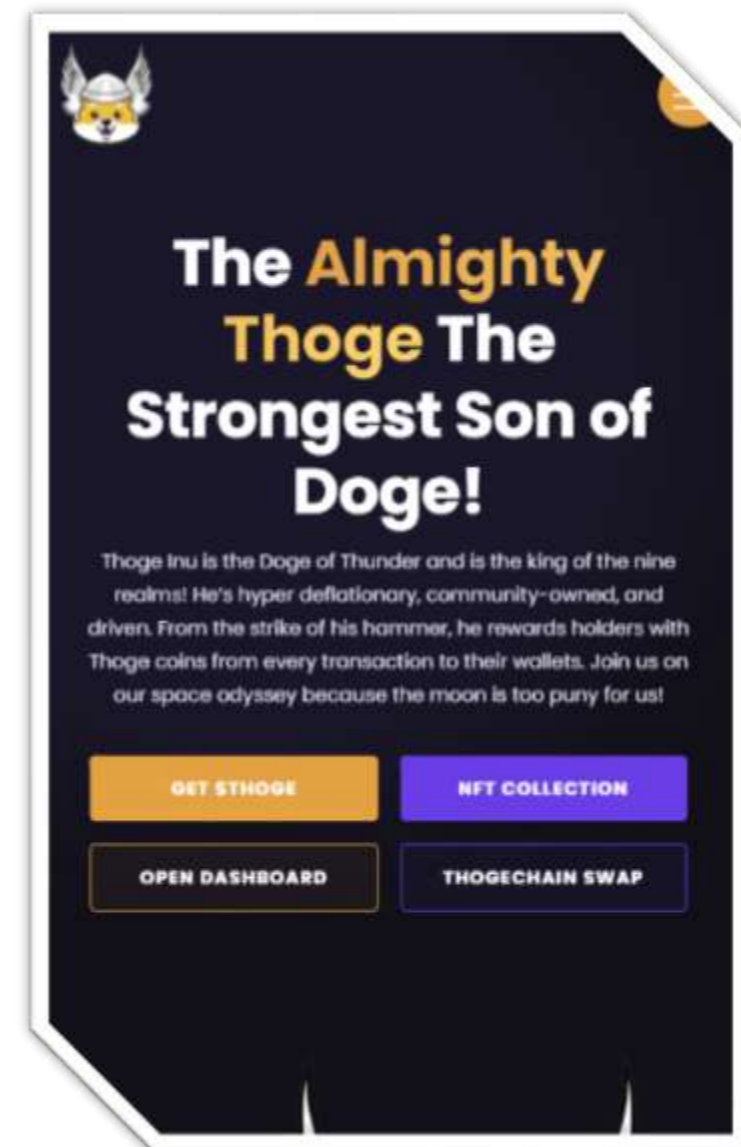 The Almighty
Thoge The
Strongest Son of
Doge!
Thoge Inu is the Doge of Thunder and is the king of the nine
realms! He's hyper deflationary, community-owned, and
driven. From the strike of his hammer, he rewards holders with
Thoge coins from every transaction to their wallets. Join us on
our space odyssey because the moon is too puny for us!
GET $THOGE
NFT COLLECTION
OPEN DASHBOARD
THOGECHAIN SWAP